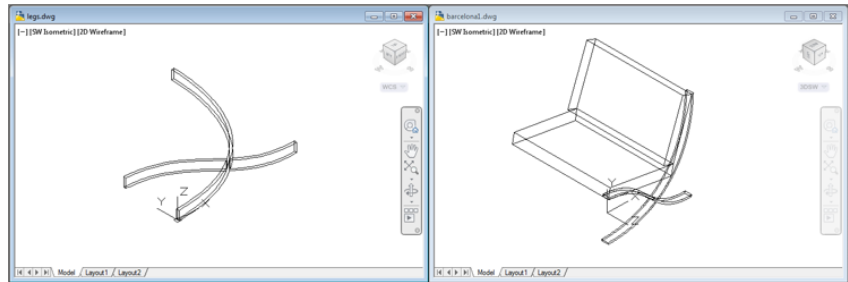 legs.dwg
[−] [SW Isometric] [2D Wireframe]
WCS
Y Z X
Model / Layout1 / Layout2 /
barcelona1.dwg
[−] [SW Isometric] [2D Wireframe]
3DSW
Y
X
Z
Model / Layout1 / Layout2 /